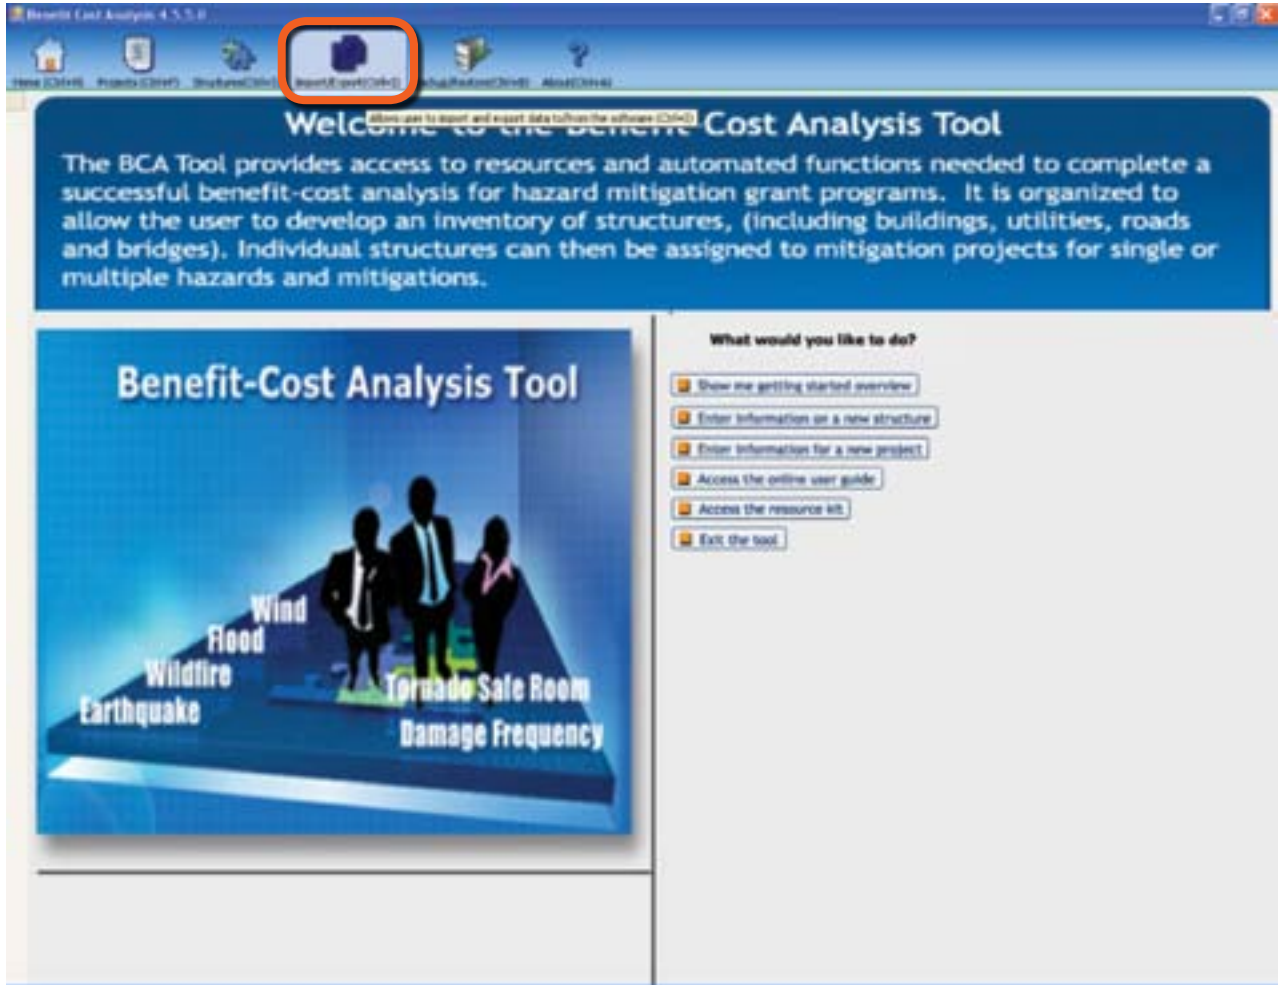 Benefit Cost Analysis 4.5.5.0
Home (Ctrl+H) Projects (Ctrl+P) Structures(Ctrl+ Import/Export(Ctrl+I) Backup/Restore(Ctrl+B) About(Ctrl+A)
Allows user to import and export data to/from the software (Ctrl+I)
Welcome to the Benefit Cost Analysis Tool
The BCA Tool provides access to resources and automated functions needed to complete a
successful benefit-cost analysis for hazard mitigation grant programs. It is organized to
allow the user to develop an inventory of structures, (including buildings, utilities, roads
and bridges). Individual structures can then be assigned to mitigation projects for single or
multiple hazards and mitigations.
Benefit-Cost Analysis Tool
Wind
Flood
Wildfire
Earthquake
Tornado Safe Room
Damage Frequency
What would you like to do?
Show me getting started overview
Enter information on a new structure
Enter information for a new project
Access the online user guide
Access the resource kit
Exit the tool